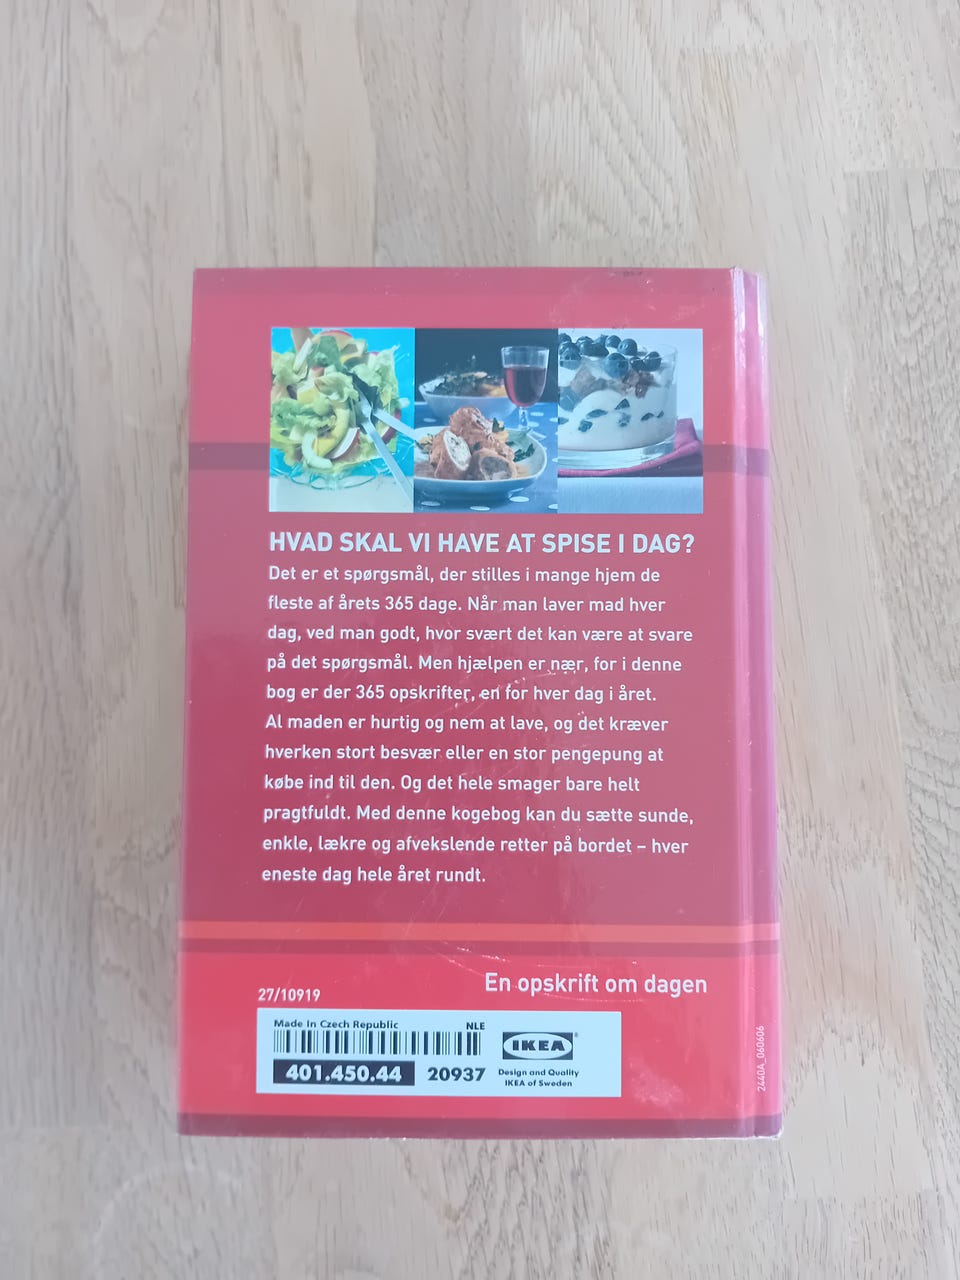 HVAD SKAL VI HAVE AT SPISE I DAG?
Det er et spørgsmål, der stilles i mange hjem de
fleste af årets 365 dage. Når man laver mad hver
dag, ved man godt, hvor svært det kan være at svare
på det spørgsmål. Men hjælpen er nær, for i denne
bog er der 365 opskrifter, en for hver dag i året.
Al maden er hurtig og nem at lave, og det kræver
hverken stort besvær eller en stor pengepung at
købe ind til den. Og det hele smager bare helt
pragtfuldt. Med denne kogebog kan du sætte sunde,
enkle, lækre og afvekslende retter på bordet – hver
eneste dag hele året rundt.
En opskrift om dagen
27/10919
Made In Czech Republic NLE
401.450.44 20937
IKEA®
Design and Quality
IKEA of Sweden
2440A_060606